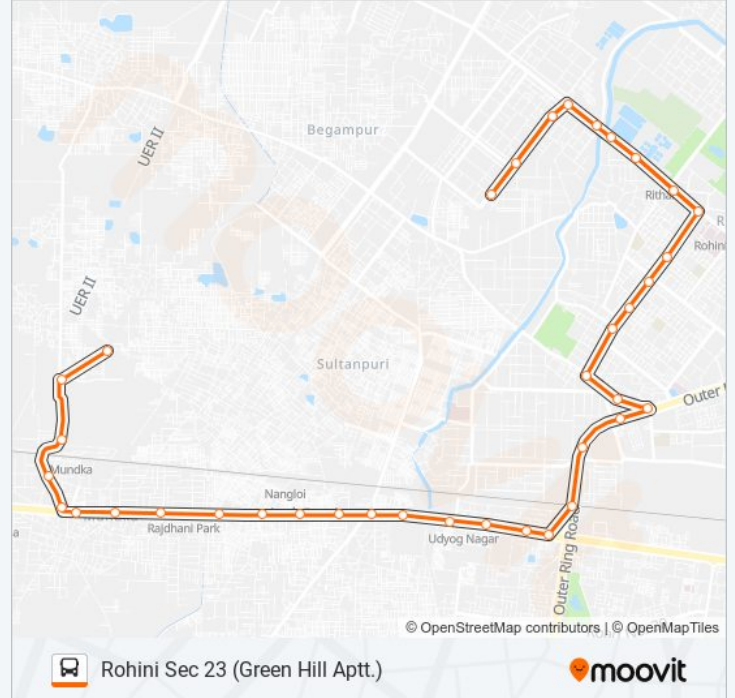 UER II
Begampur
Ritha
R
Rohini
UER II
Sultanpuri
Outer R
Mundka
Nangloi
Rajdhani Park
Udyog Nagar
a
Outer Ring Road
© OpenStreetMap contributors | © OpenMapTiles
Rohini Sec 23 (Green Hill Aptt.)
moovit